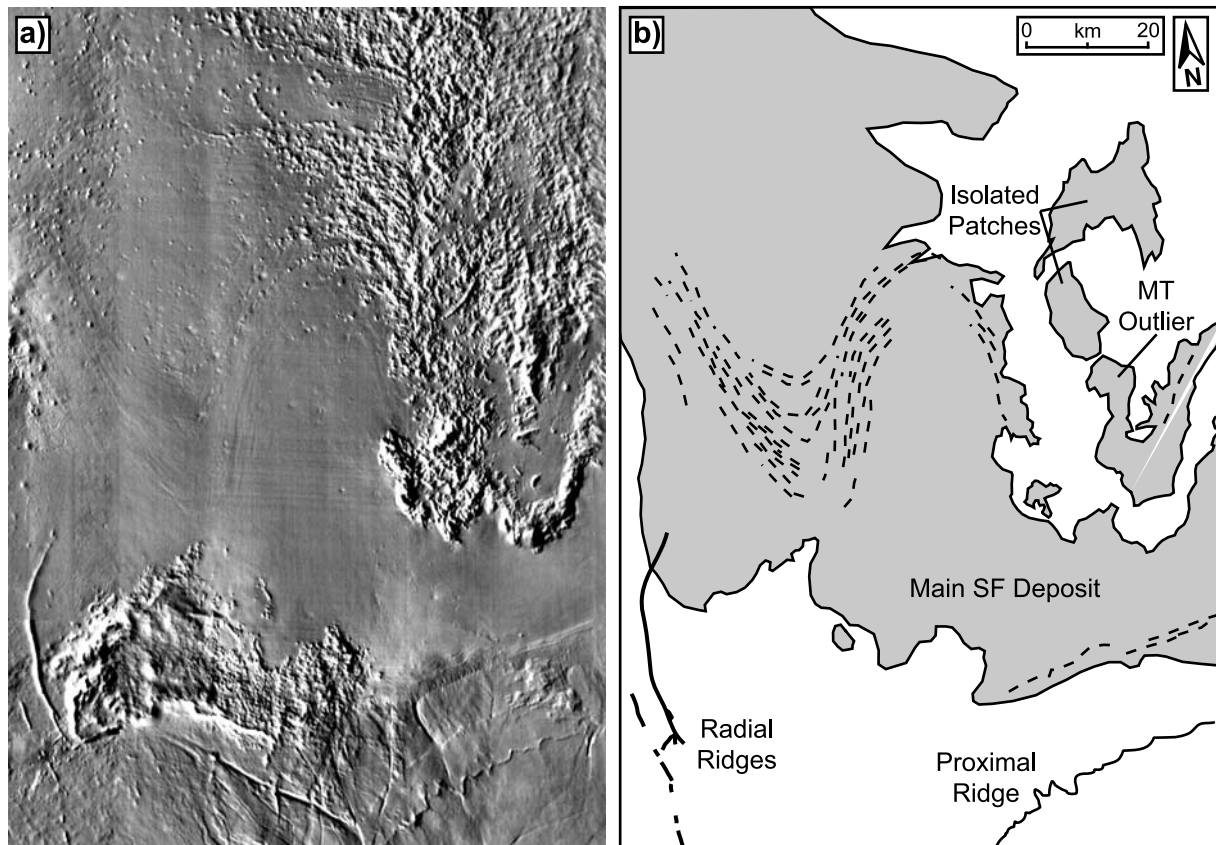 a)
b)
0 km 20
N
Isolated
Patches
MT
Outlier
Main SF Deposit
Radial
Ridges
Proximal
Ridge